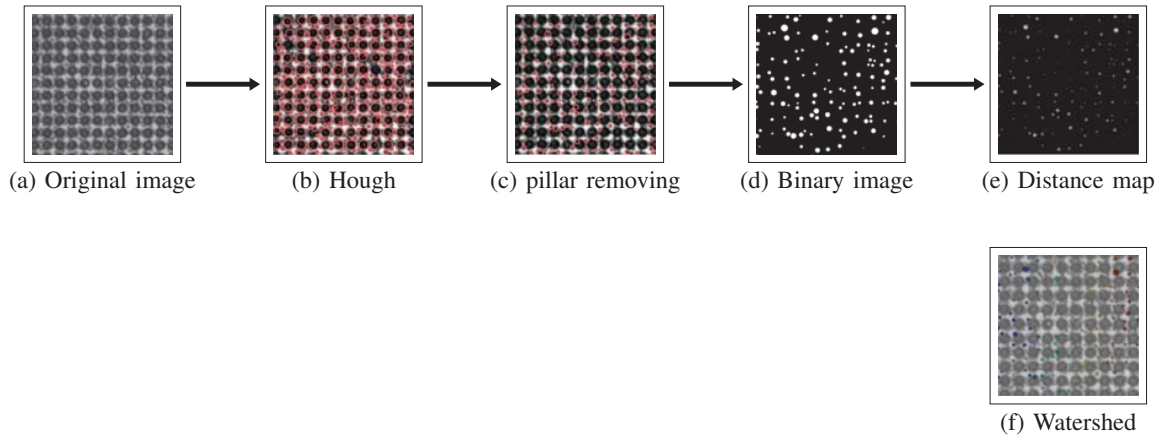 (a) Original image
(b) Hough
(c) pillar removing
(d) Binary image
(e) Distance map
(f) Watershed